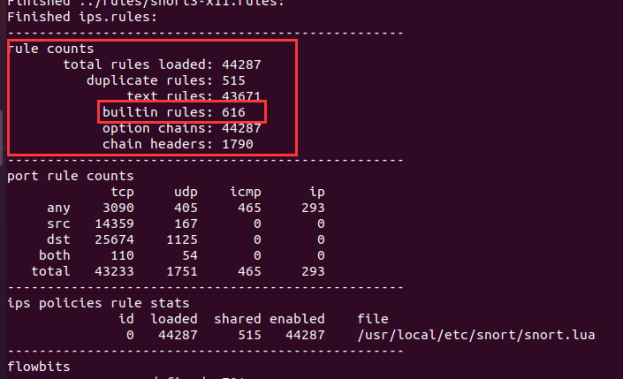 Finished ../rules/snort3-x11.rules:
Finished ips.rules:
--------------------------------------------------
rule counts
total rules loaded: 44287
duplicate rules: 515
text rules: 43671
builtin rules: 616
option chains: 44287
chain headers: 1790
--------------------------------------------------
port rule counts
tcp udp icmp ip
any 3090 405 465 293
src 14359 167 0 0
dst 25674 1125 0 0
both 110 54 0 0
total 43233 1751 465 293
--------------------------------------------------
ips policies rule stats
id loaded shared enabled file
0 44287 515 44287 /usr/local/etc/snort/snort.lua
--------------------------------------------------
flowbits